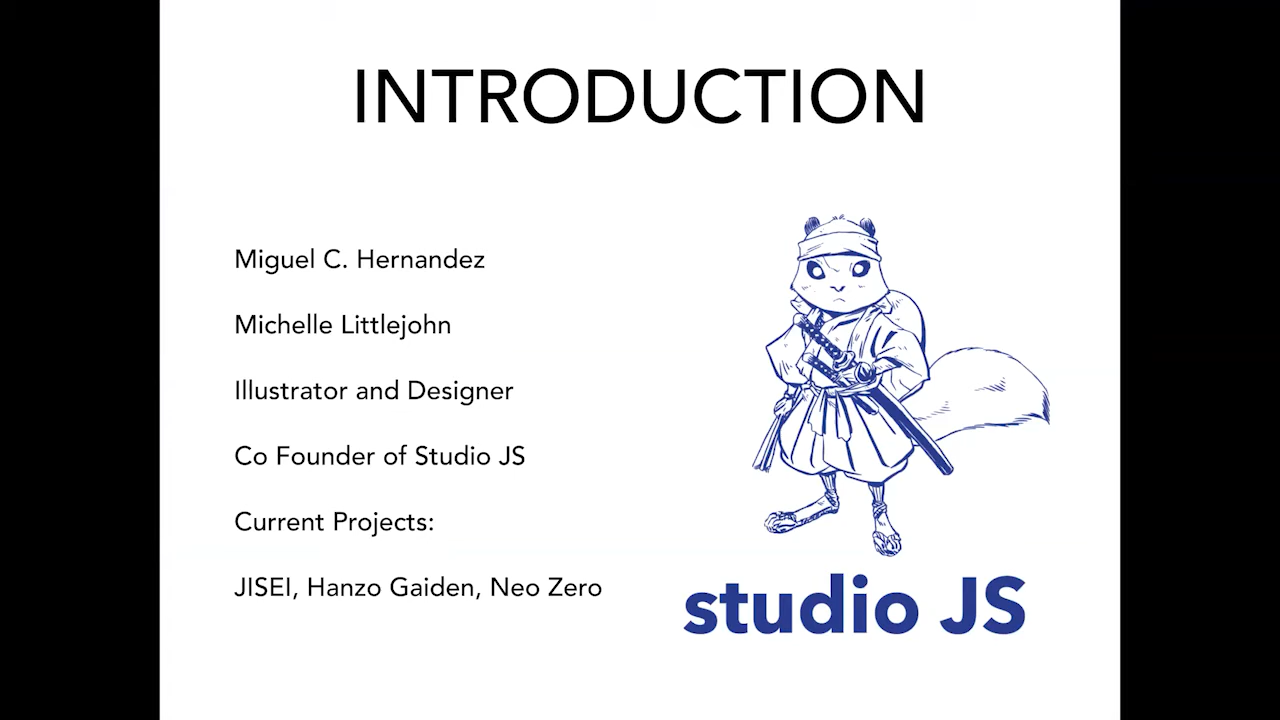 INTRODUCTION
Miguel C. Hernandez
Michelle Littlejohn
Illustrator and Designer
Co Founder of Studio JS
Current Projects:
JISEI, Hanzo Gaiden, Neo Zero
studio JS